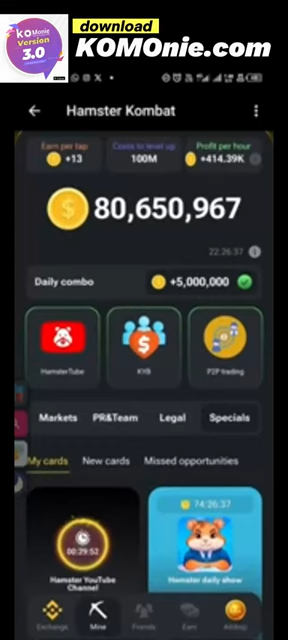 download
KOMOnie.com
koMonie
Version
3.0
Hamster Kombat
Earn per tap
Coins to level up
Profit per hour
+13
100M
+414.39K
80,650,967
22:26:37
Daily combo
+5,000,000
HamsterTube
KYB
P2P trading
Markets
PR&Team
Legal
Specials
My cards
New cards
Missed opportunities
00:29:52
74:26:37
Hamster YouTube
Channel
Hamster daily show
Exchange
Mine
Friends
Earn
Airdrop